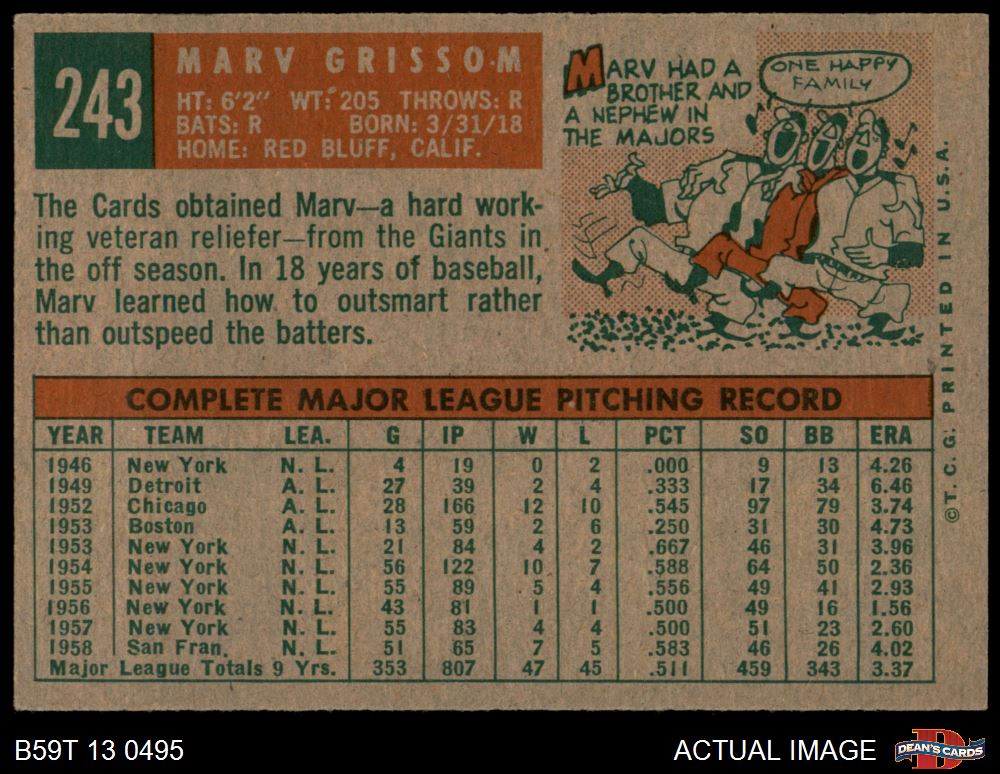 243
MARV GRISSOM
HT: 6'2" WT: 205 THROWS: R
BATS: R BORN: 3/31/18
HOME: RED BLUFF, CALIF.
MARV HAD A
BROTHER AND
A NEPHEW IN
THE MAJORS
ONE HAPPY
FAMILY
The Cards obtained Marv—a hard work-
ing veteran reliefer—from the Giants in
the off season. In 18 years of baseball,
Marv learned how to outsmart rather
than outspeed the batters.
COMPLETE MAJOR LEAGUE PITCHING RECORD
YEAR TEAM LEA. G IP W L PCT SO BB ERA
1946 New York N. L. 4 19 0 2 .000 9 13 4.26
1949 Detroit A. L. 27 39 2 4 .333 17 34 6.46
1952 Chicago A. L. 28 166 12 10 .545 97 79 3.74
1953 Boston A. L. 13 59 2 6 .250 31 30 4.73
1953 New York N. L. 21 84 4 2 .667 46 31 3.96
1954 New York N. L. 56 122 10 7 .588 64 50 2.36
1955 New York N. L. 55 89 5 4 .556 49 41 2.93
1956 New York N. L. 43 81 1 1 .500 49 16 1.56
1957 New York N. L. 55 83 4 4 .500 51 23 2.60
1958 San Fran. N. L. 51 65 7 5 .583 46 26 4.02
Major League Totals 9 Yrs. 353 807 47 45 .511 459 343 3.37
©T. C. G. PRINTED IN U.S.A.
B59T 13 0495
ACTUAL IMAGE
DEAN'S CARDS